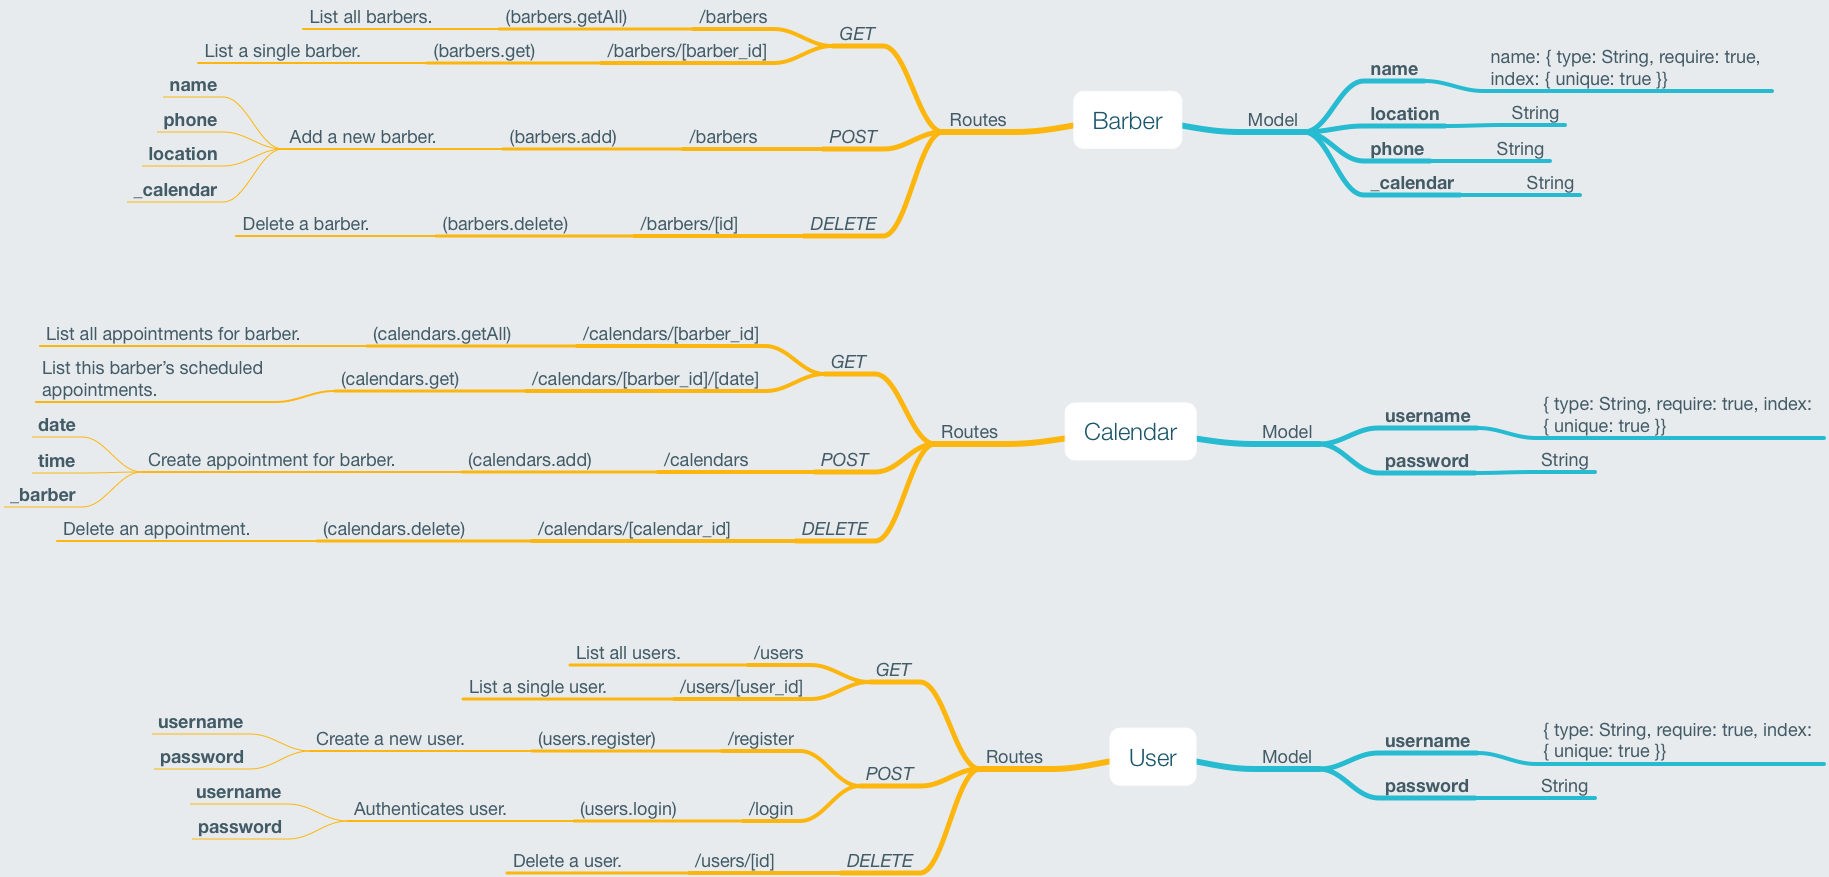 List all barbers. (barbers.getAll) /barbers
GET
List a single barber. (barbers.get) /barbers/[barber_id]
name
phone
location
_calendar
Add a new barber. (barbers.add) /barbers POST
Delete a barber. (barbers.delete) /barbers/[id] DELETE
Routes
Barber
Model
name
name: { type: String, require: true,
index: { unique: true }}
location String
phone String
_calendar String
List all appointments for barber. (calendars.getAll) /calendars/[barber_id]
GET
List this barber’s scheduled
appointments.
(calendars.get) /calendars/[barber_id]/[date]
date
time
_barber
Create appointment for barber. (calendars.add) /calendars POST
Delete an appointment. (calendars.delete) /calendars/[calendar_id] DELETE
Routes
Calendar
Model
username
{ type: String, require: true, index:
{ unique: true }}
password String
List all users. /users
GET
List a single user. /users/[user_id]
username
password
Create a new user. (users.register) /register
POST
username
password
Authenticates user. (users.login) /login
Delete a user. /users/[id] DELETE
Routes
User
Model
username
{ type: String, require: true, index:
{ unique: true }}
password String